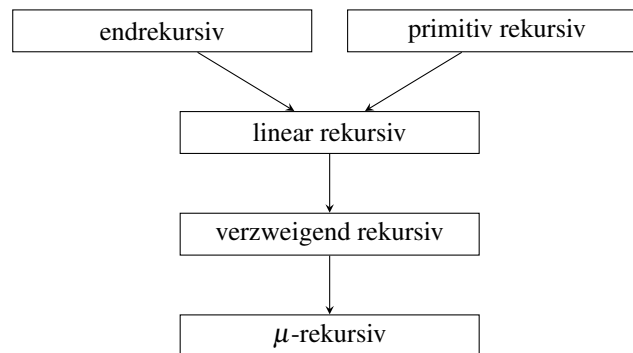 endrekursiv
primitiv rekursiv
linear rekursiv
verzweigend rekursiv
μ-rekursiv